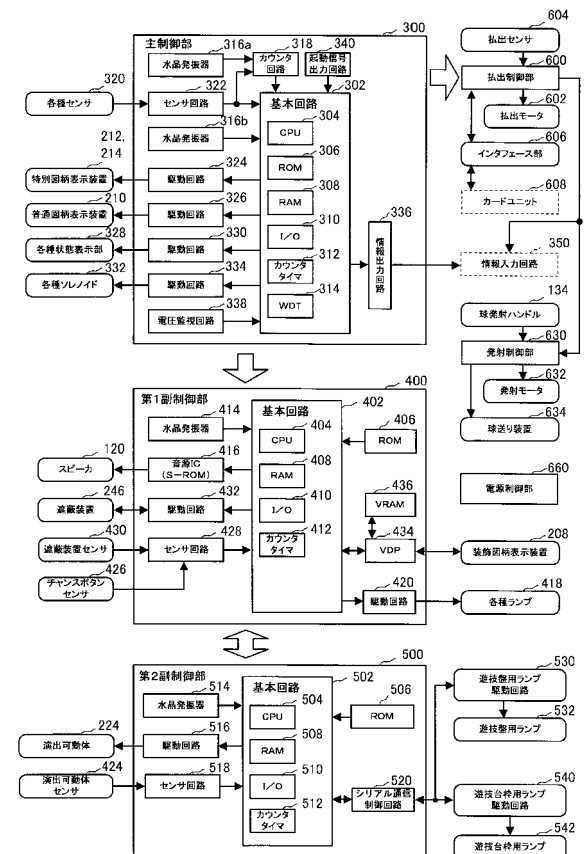 300
主制御部
316a
水晶発振器
318
カウンタ
回路
340
起動信号
出力回路
320
各種センサ
322
センサ回路
316b
水晶発振器
302
基本回路
304
CPU
306
ROM
308
RAM
310
I/O
312
カウンタ
タイマ
314
WDT
212,
214
特別図柄表示装置
324
駆動回路
210
普通図柄表示装置
326
駆動回路
328
各種状態表示部
330
駆動回路
332
各種ソレノイド
334
駆動回路
338
電圧監視回路
336
情報出力回路
604
払出センサ
600
払出制御部
602
払出モータ
606
インタフェース部
608
カードユニット
350
情報入力回路
134
球発射ハンドル
630
発射制御部
632
発射モータ
634
球送り装置
660
電源制御部
400
第1副制御部
414
水晶発振器
402
基本回路
404
CPU
408
RAM
410
I/O
412
カウンタ
タイマ
406
ROM
120
スピーカ
416
音源IC
(S-ROM)
246
遮蔽装置
432
駆動回路
430
遮蔽装置センサ
428
センサ回路
426
チャンスボタン
センサ
436
VRAM
434
VDP
208
装飾図柄表示装置
420
駆動回路
418
各種ランプ
500
第2副制御部
514
水晶発振器
502
基本回路
504
CPU
508
RAM
510
I/O
512
カウンタ
タイマ
506
ROM
224
演出可動体
516
駆動回路
424
演出可動体
センサ
518
センサ回路
520
シリアル通信
制御回路
530
遊技盤用ランプ
駆動回路
532
遊技盤用ランプ
540
遊技台枠用ランプ
駆動回路
542
遊技台枠用ランプ